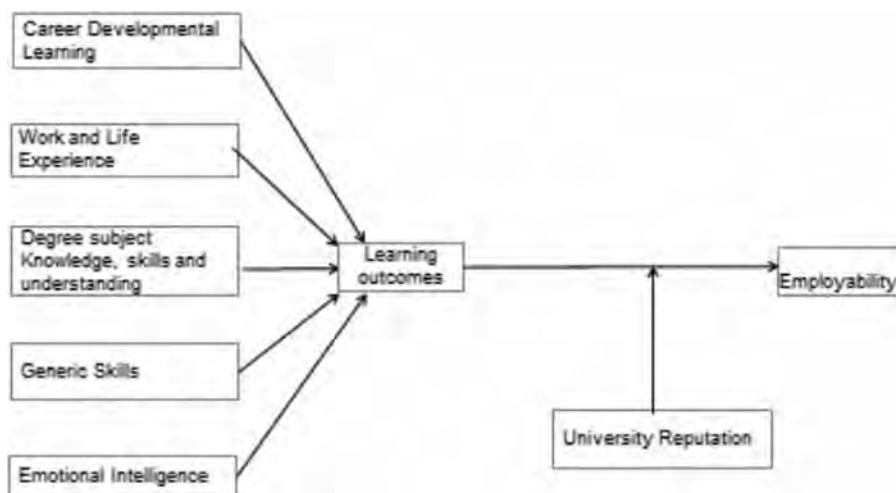 Career Developmental
Learning
Work and Life
Experience
Degree subject
Knowledge, skills and
understanding
Learning
outcomes
Employability
Generic Skills
University Reputation
Emotional Intelligence